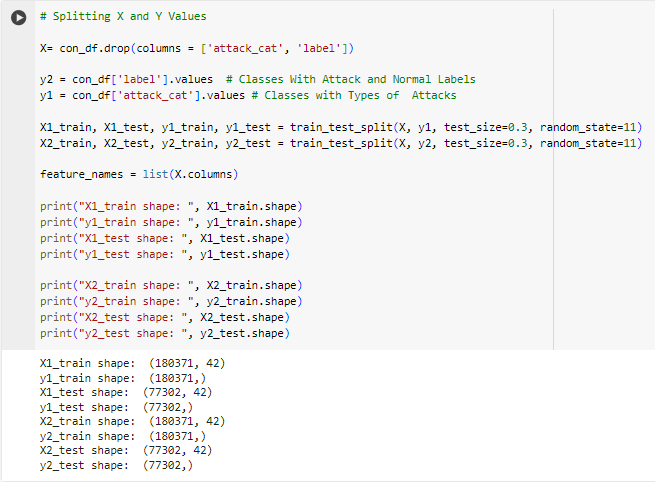 # Splitting X and Y Values
X= con_df.drop(columns = ['attack_cat', 'label'])
y2 = con_df['label'].values  # Classes With Attack and Normal Labels
y1 = con_df['attack_cat'].values # Classes with Types of  Attacks
X1_train, X1_test, y1_train, y1_test = train_test_split(X, y1, test_size=0.3, random_state=11)
X2_train, X2_test, y2_train, y2_test = train_test_split(X, y2, test_size=0.3, random_state=11)
feature_names = list(X.columns)
print("X1_train shape: ", X1_train.shape)
print("y1_train shape: ", y1_train.shape)
print("X1_test shape: ", X1_test.shape)
print("y1_test shape: ", y1_test.shape)
print("X2_train shape: ", X2_train.shape)
print("y2_train shape: ", y2_train.shape)
print("X2_test shape: ", X2_test.shape)
print("y2_test shape: ", y2_test.shape)
X1_train shape:  (180371, 42)
y1_train shape:  (180371,)
X1_test shape:  (77302, 42)
y1_test shape:  (77302,)
X2_train shape:  (180371, 42)
y2_train shape:  (180371,)
X2_test shape:  (77302, 42)
y2_test shape:  (77302,)